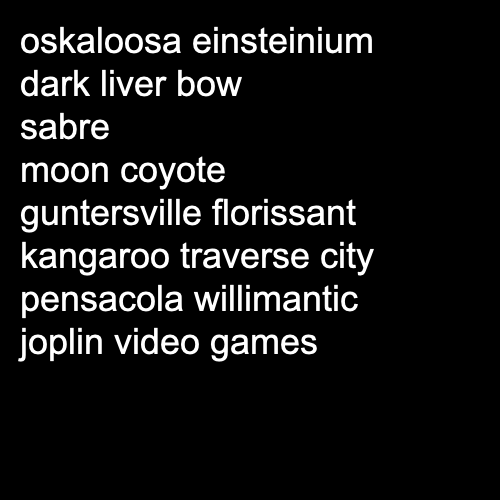 oskaloosa einsteinium
dark liver bow
sabre
moon coyote
guntersville florissant
kangaroo traverse city
pensacola willimantic
joplin video games